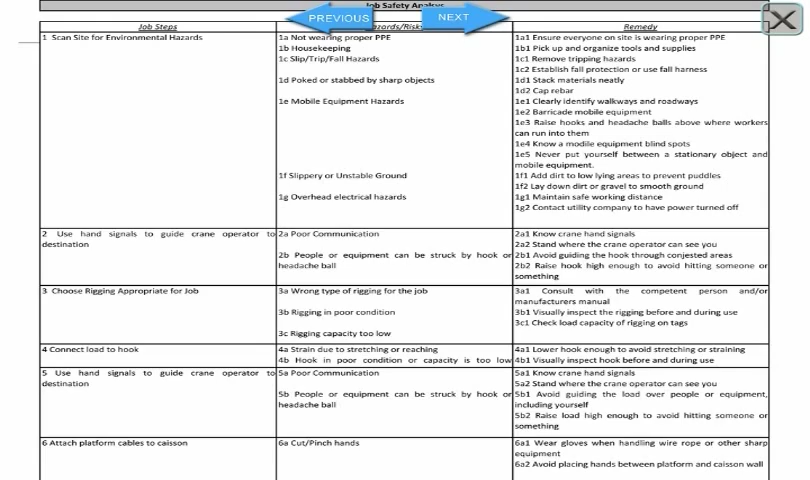 Job Safety Analysis
PREVIOUS
NEXT
Job Steps
Hazards/Risks
Remedy
1 Scan Site for Environmental Hazards
1a Not wearing proper PPE
1a1 Ensure everyone on site is wearing proper PPE
1b Housekeeping
1b1 Pick up and organize tools and supplies
1c Slip/Trip/Fall Hazards
1c1 Remove tripping hazards
1c2 Establish fall protection or use fall harness
1d Poked or stabbed by sharp objects
1d1 Stack materials neatly
1d2 Cap rebar
1e Mobile Equipment Hazards
1e1 Clearly identify walkways and roadways
1e2 Barricade mobile equipment
1e3 Raise hooks and headache balls above where workers
can run into them
1e4 Know a modile equipment blind spots
1e5 Never put yourself between a stationary object and
mobile equipment.
1f Slippery or Unstable Ground
1f1 Add dirt to low lying areas to prevent puddles
1f2 Lay down dirt or gravel to smooth ground
1g Overhead electrical hazards
1g1 Maintain safe working distance
1g2 Contact utility company to have power turned off
2 Use hand signals to guide crane operator to
destination
2a Poor Communication
2a1 Know crane hand signals
2a2 Stand where the crane operator can see you
2b People or equipment can be struck by hook or
headache ball
2b1 Avoid guiding the hook through conjested areas
2b2 Raise hook high enough to avoid hitting someone or
something
3 Choose Rigging Appropriate for Job
3a Wrong type of rigging for the job
3a1 Consult with the competent person and/or
manufacturers manual
3b Rigging in poor condition
3b1 Visually inspect the rigging before and during use
3c Rigging capacity too low
3c1 Check load capacity of rigging on tags
4 Connect load to hook
4a Strain due to stretching or reaching
4a1 Lower hook enough to avoid stretching or straining
4b Hook in poor condition or capacity is too low
4b1 Visually inspect hook before and during use
5 Use hand signals to guide crane operator to
destination
5a Poor Communication
5a1 Know crane hand signals
5a2 Stand where the crane operator can see you
5b People or equipment can be struck by hook or
headache ball
5b1 Avoid guiding the load over people or equipment,
including yourself
5b2 Raise load high enough to avoid hitting someone or
something
6 Attach platform cables to caisson
6a Cut/Pinch hands
6a1 Wear gloves when handling wire rope or other sharp
equipment
6a2 Avoid placing hands between platform and caisson wall